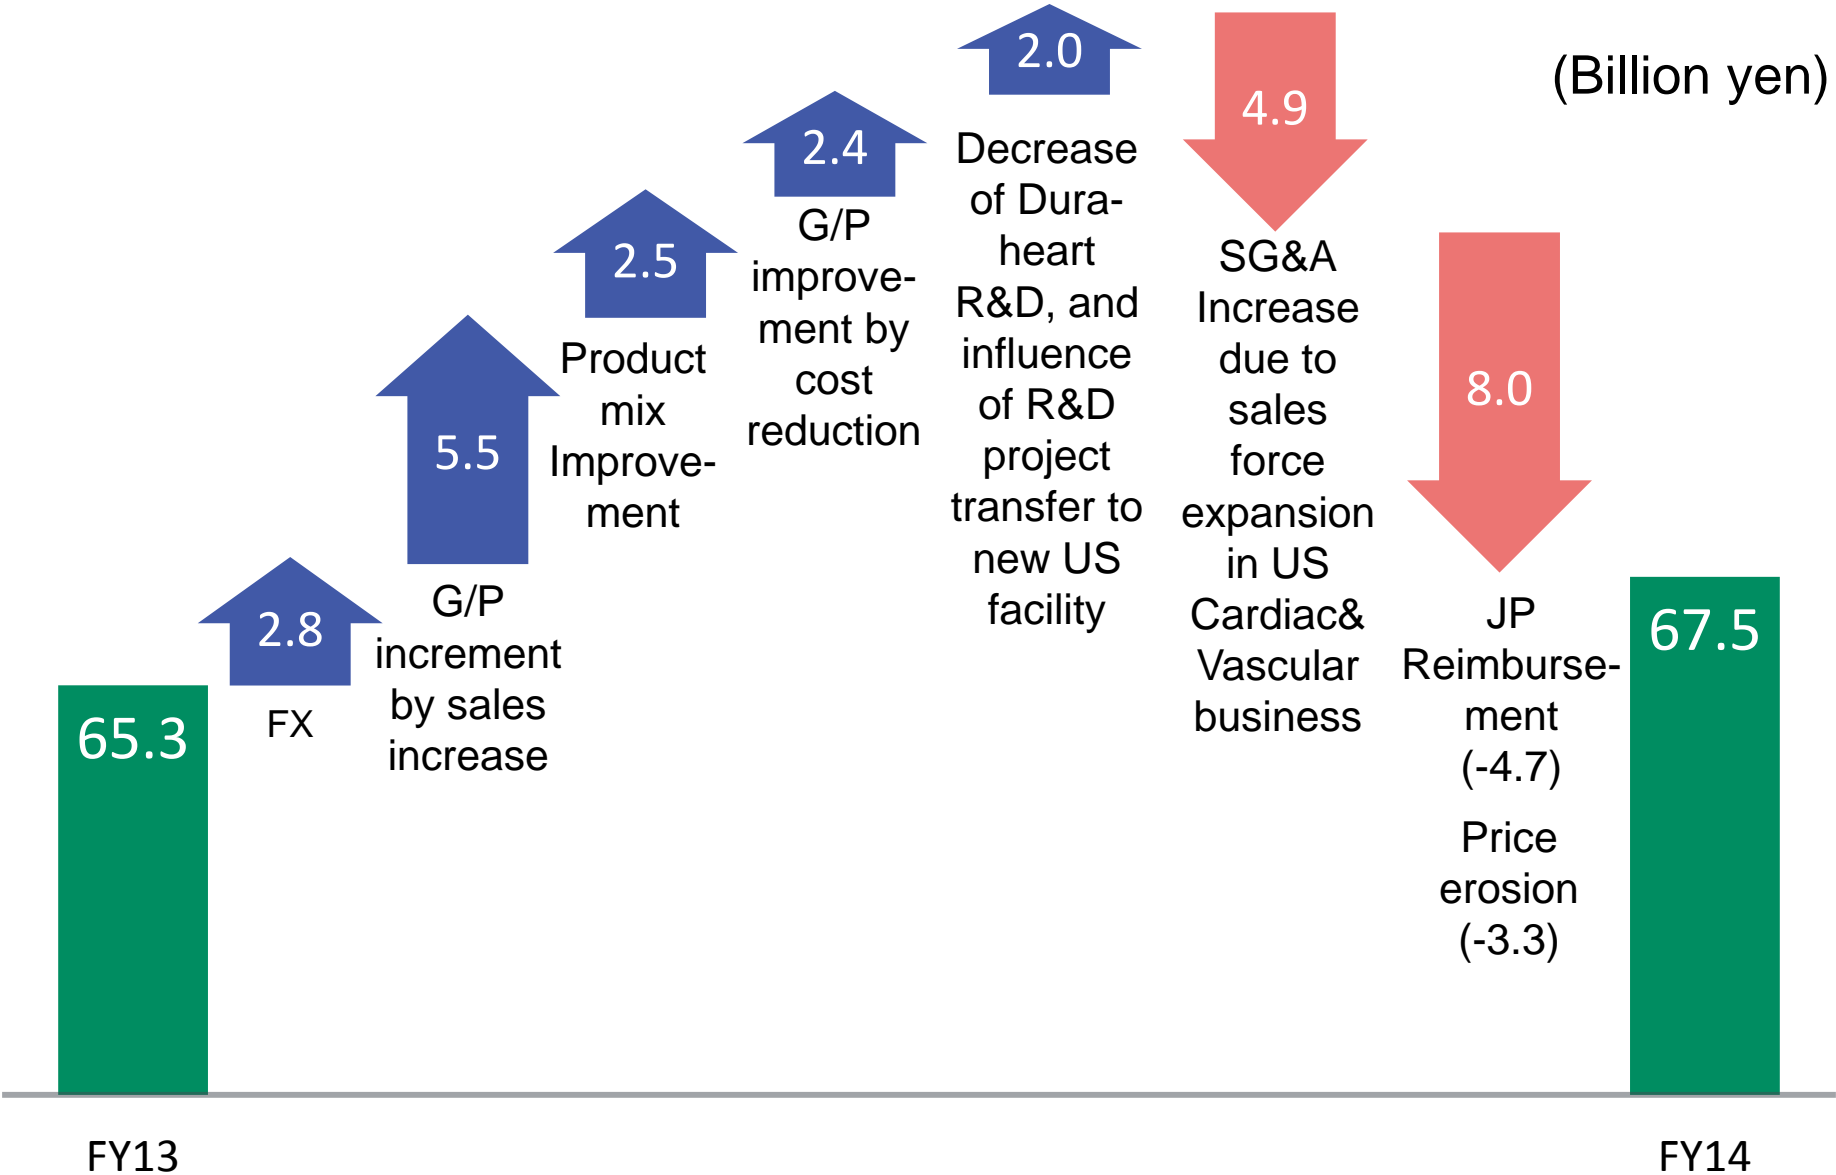 (Billion yen)
65.3
FY13
2.8
FX
5.5
G/P
increment
by sales
increase
2.5
Product
mix
Improve-
ment
2.4
G/P
improve-
ment by
cost
reduction
2.0
Decrease
of Dura-
heart
R&D, and
influence
of R&D
project
transfer to
new US
facility
4.9
SG&A
Increase
due to
sales
force
expansion
in US
Cardiac&
Vascular
business
8.0
JP
Reimburse-
ment
(-4.7)
Price
erosion
(-3.3)
67.5
FY14